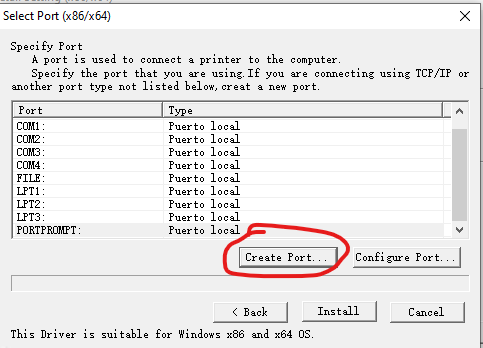 Select Port (x86/x64)
Specify Port
A port is used to connect a printer to the computer.
Specify the port that you are using.If you are connecting using TCP/IP or
another port type not listed below,creat a new port.
Port Type
COM1: Puerto local
COM2: Puerto local
COM3: Puerto local
COM4: Puerto local
FILE: Puerto local
LPT1: Puerto local
LPT2: Puerto local
LPT3: Puerto local
PORTPROMPT: Puerto local
Create Port... Configure Port...
< Back Install Cancel
This Driver is suitable for Windows x86 and x64 OS.